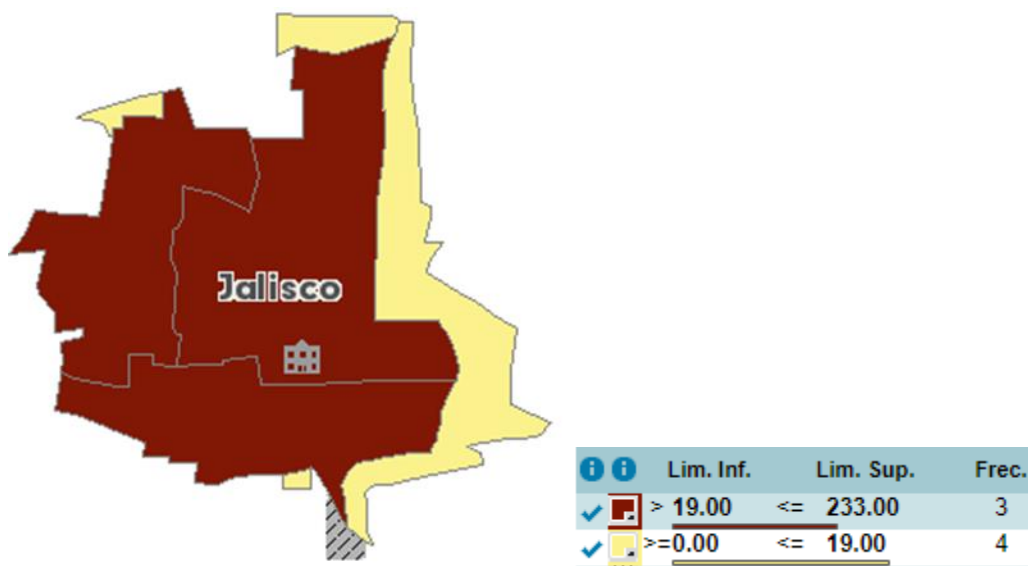 Jalisco
Lim. Inf. Lim. Sup. Frec.
> 19.00 <= 233.00 3
>=0.00 <= 19.00 4